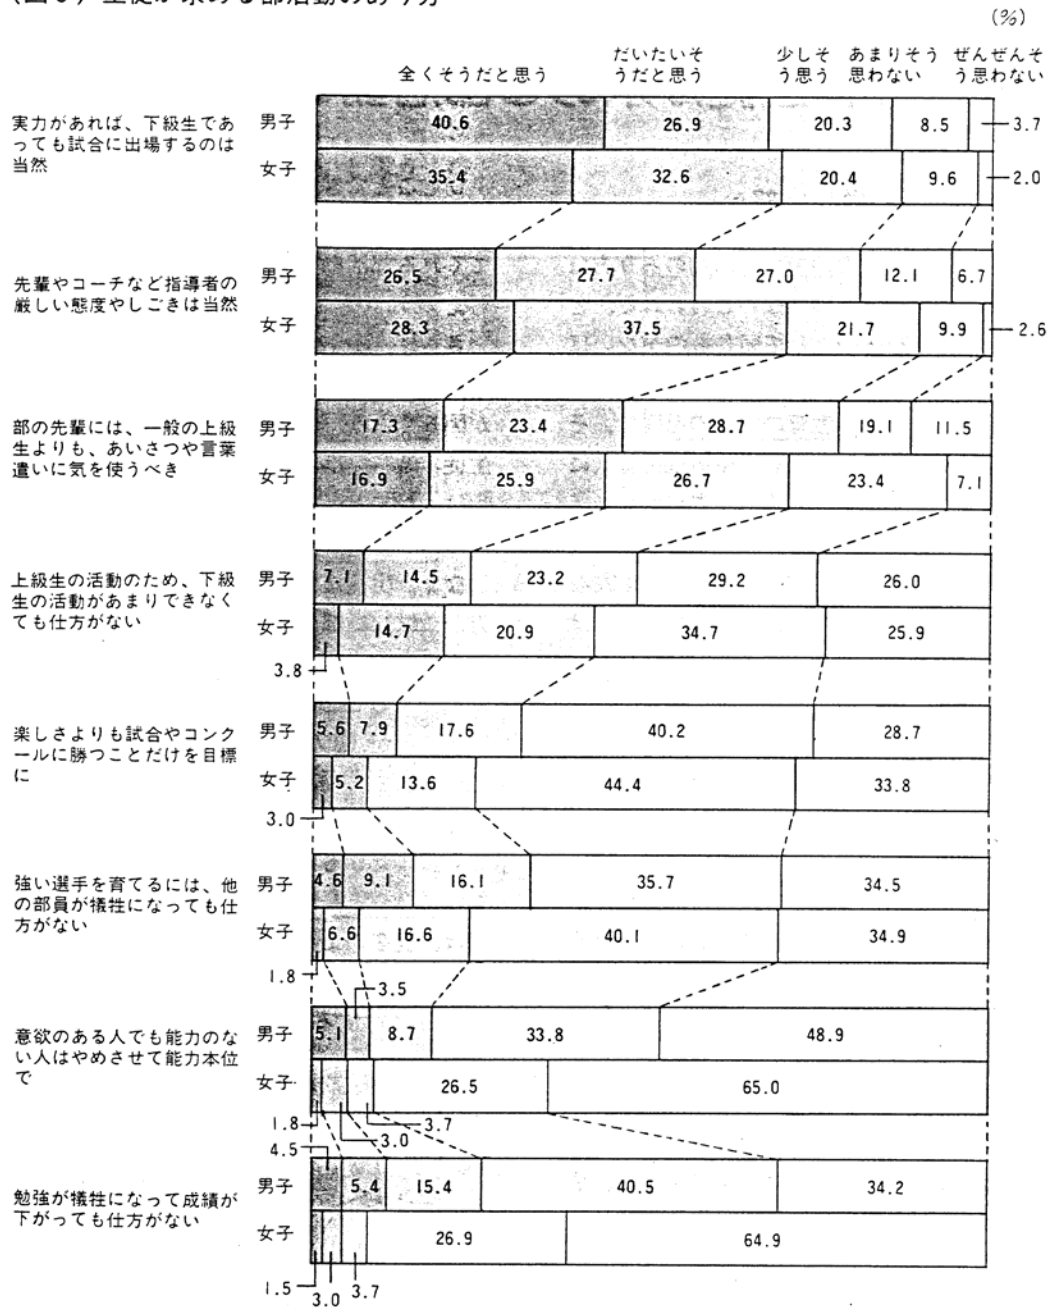 (%)
全くそうだと思う
だいたいそ
うだと思う
少しそ
う思う
あまりそう
思わない
ぜんぜんそ
う思わない
実力があれば、下級生であ
っても試合に出場するのは
当然
男子 40.6 26.9 20.3 8.5 3.7
女子 35.4 32.6 20.4 9.6 2.0
先輩やコーチなど指導者の
厳しい態度やしごきは当然
男子 26.5 27.7 27.0 12.1 6.7
女子 28.3 37.5 21.7 9.9 2.6
部の先輩には、一般の上級
生よりも、あいさつや言葉
遣いに気を使うべき
男子 17.3 23.4 28.7 19.1 11.5
女子 16.9 25.9 26.7 23.4 7.1
上級生の活動のため、下級
生の活動があまりできなく
ても仕方がない
男子 7.1 14.5 23.2 29.2 26.0
女子 3.8 14.7 20.9 34.7 25.9
楽しさよりも試合やコンク
ールに勝つことだけを目標
に
男子 5.6 7.9 17.6 40.2 28.7
女子 3.0 5.2 13.6 44.4 33.8
強い選手を育てるには、他
の部員が犠牲になっても仕
方がない
男子 4.6 9.1 16.1 35.7 34.5
女子 1.8 6.6 16.6 40.1 34.9
意欲のある人でも能力のな
い人はやめさせて能力本位
で
男子 5.1 3.5 8.7 33.8 48.9
女子 1.8 3.0 3.7 26.5 65.0
勉強が犠牲になって成績が
下がっても仕方がない
男子 4.5 5.4 15.4 40.5 34.2
女子 1.5 3.0 3.7 26.9 64.9